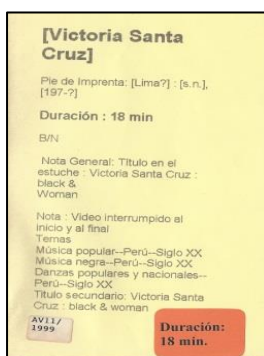 [Victoria Santa
Cruz]
Pie de Imprenta: [Lima?] : [s.n.],
[197-?]
Duración : 18 min
B/N
Nota General: Título en el
estuche : Victoria Santa Cruz :
black &
Woman
Nota : Video interrumpido al
inicio y al final
Temas
Música popular--Perú--Siglo XX
Música negra--Perú--Siglo XX
Danzas populares y nacionales--
Perú--Siglo XX
Título secundario: Victoria Santa
Cruz : black & woman
AV11/
1999
Duración:
18 min.